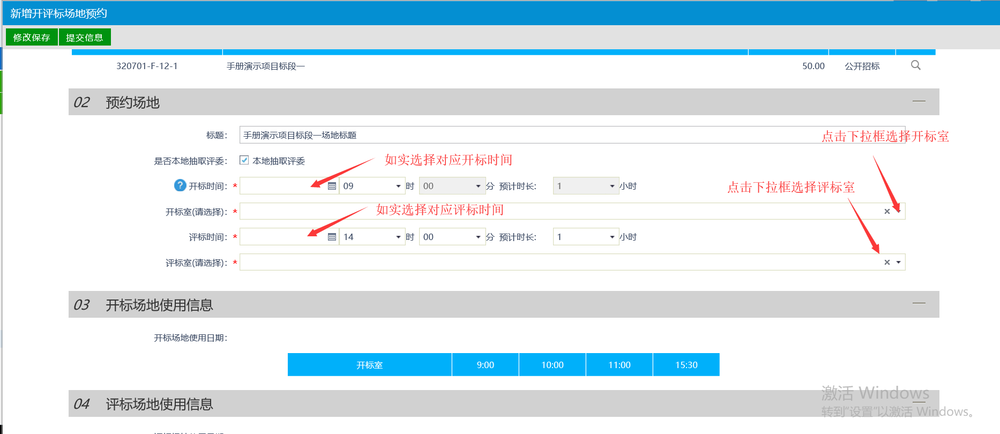 新增开评标场地预约
修改保存 提交信息
320701-F-12-1 手册演示项目标段一 50.00 公开招标
02 预约场地
标题： 手册演示项目标段一场地标题
点击下拉框选择开标室
是否本地抽取评委： 本地抽取评委
如实选择对应开标时间
? 开标时间：* 09 时 00 分 预计时长: 1 小时
点击下拉框选择评标室
开标室(请选择)：*
如实选择对应评标时间
评标时间：* 14 时 00 分 预计时长: 1 小时
评标室(请选择)：*
03 开标场地使用信息
开标场地使用日期：
开标室 9:00 10:00 11:00 15:30
04 评标场地使用信息
激活 Windows
转到“设置”以激活 Windows。